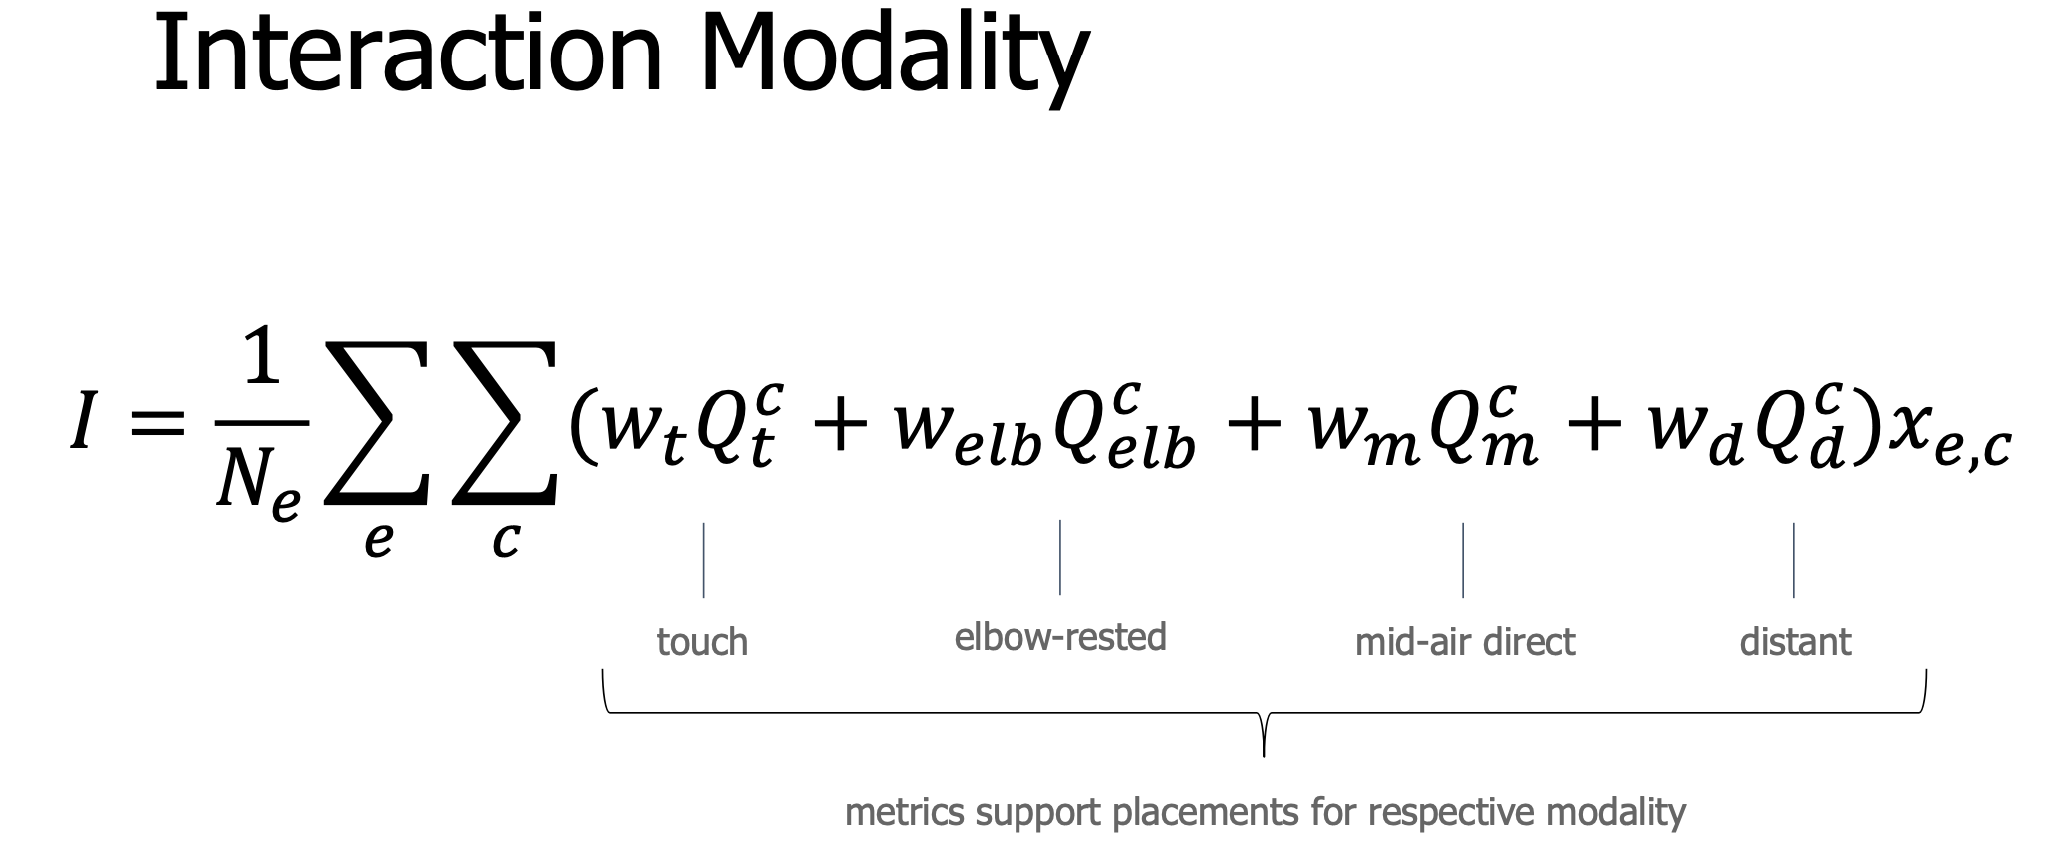 Interaction Modality
I = \frac{1}{N_e} \sum_e \sum_c (w_t Q_t^c + w_{elb} Q_{elb}^c + w_m Q_m^c + w_d Q_d^c) x_{e,c}
touch elbow-rested mid-air direct distant
metrics support placements for respective modality